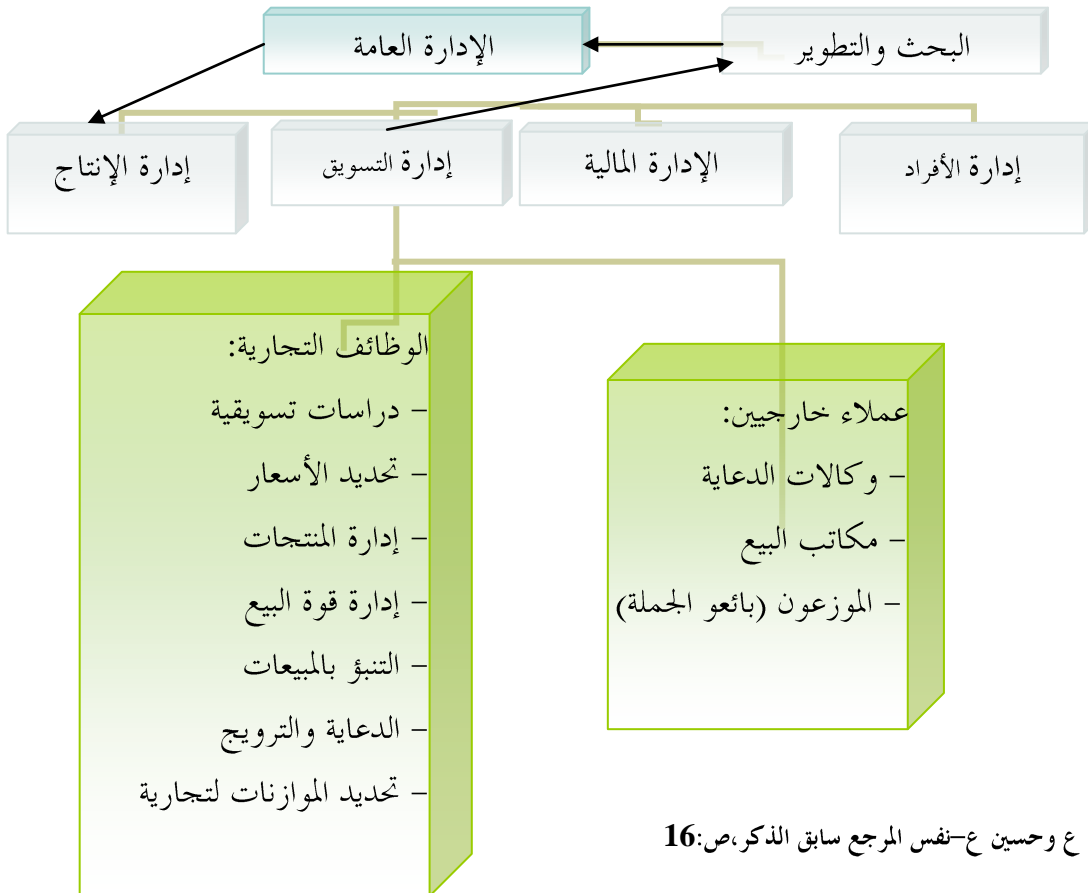 البحث والتطوير
الإدارة العامة
إدارة الأفراد
الإدارة المالية
إدارة التسويق
إدارة الإنتاج
عملاء خارجيين:
– وكالات الدعاية
– مكاتب البيع
– الموزعون (بائعو الجملة)
الوظائف التجارية:
– دراسات تسويقية
– تحديد الأسعار
– إدارة المنتجات
– إدارة قوة البيع
– التنبؤ بالمبيعات
– الدعاية والترويج
– تحديد الموازنات لتجارية
ع وحسين ع–نفس المرجع سابق الذكر،ص:16